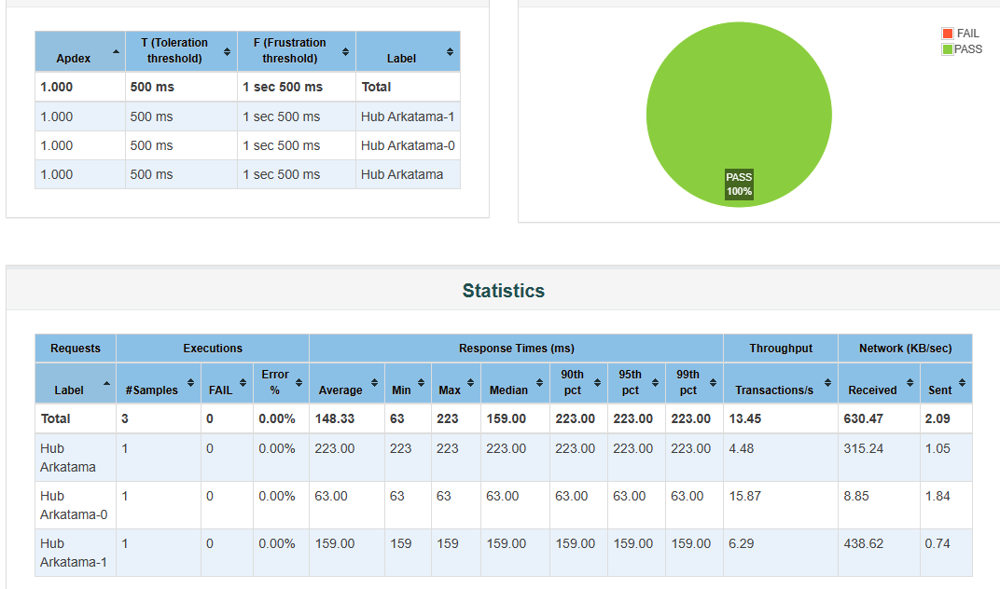 Apdex T (Toleration threshold) F (Frustration threshold) Label
1.000 500 ms 1 sec 500 ms Total
1.000 500 ms 1 sec 500 ms Hub Arkatama-1
1.000 500 ms 1 sec 500 ms Hub Arkatama-0
1.000 500 ms 1 sec 500 ms Hub Arkatama
FAIL
PASS
PASS
100%
Statistics
Requests Executions Response Times (ms) Throughput Network (KB/sec)
Label #Samples FAIL Error % Average Min Max Median 90th pct 95th pct 99th pct Transactions/s Received Sent
Total 3 0 0.00% 148.33 63 223 159.00 223.00 223.00 223.00 13.45 630.47 2.09
Hub Arkatama 1 0 0.00% 223.00 223 223 223.00 223.00 223.00 223.00 4.48 315.24 1.05
Hub Arkatama-0 1 0 0.00% 63.00 63 63 63.00 63.00 63.00 63.00 15.87 8.85 1.84
Hub Arkatama-1 1 0 0.00% 159.00 159 159 159.00 159.00 159.00 159.00 6.29 438.62 0.74